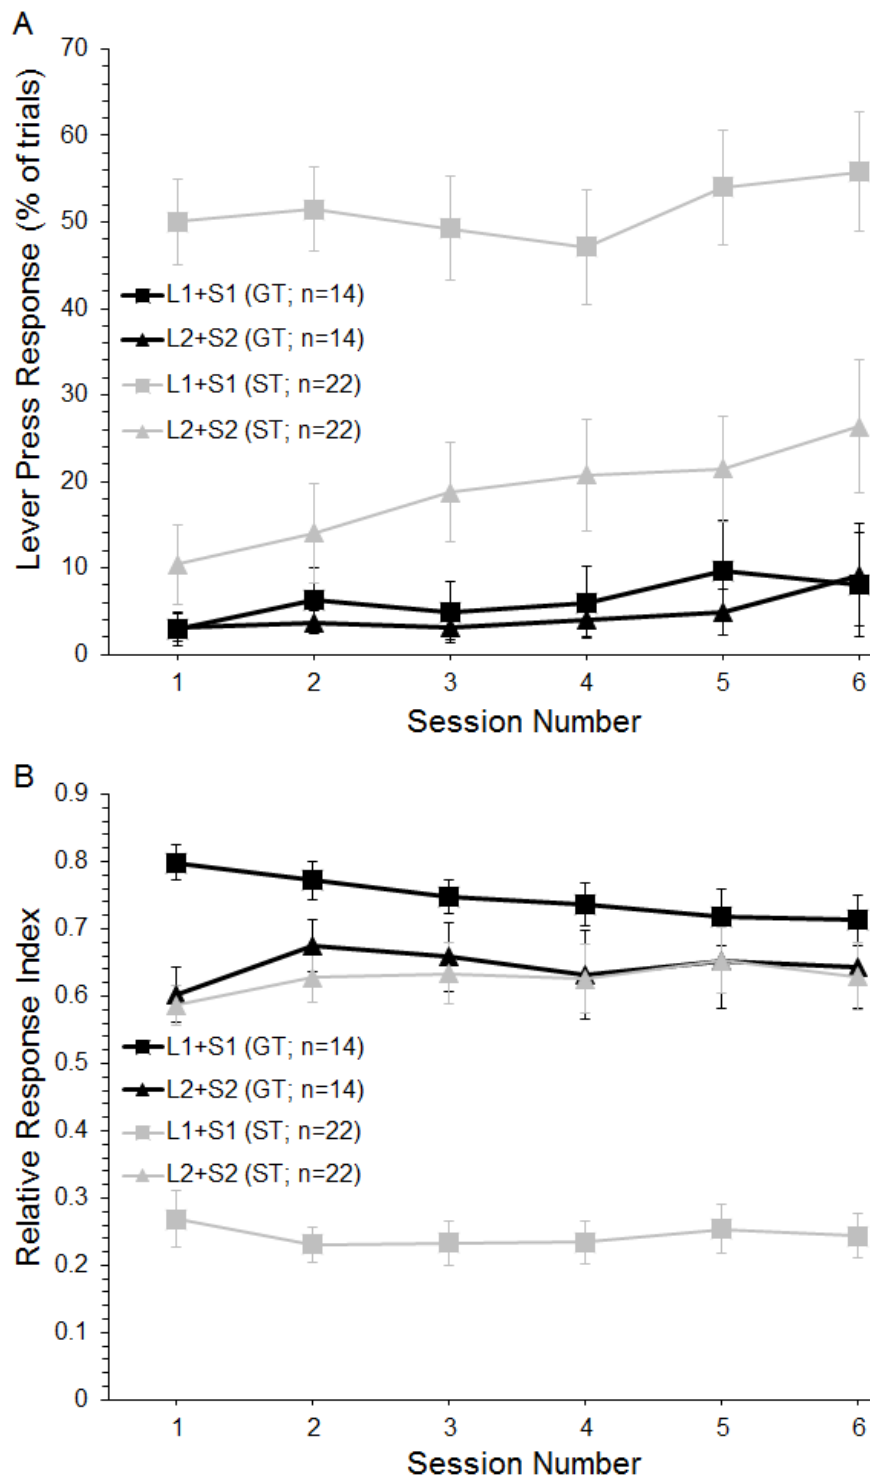 A
Lever Press Response (% of trials)
70
60
50
40
30
20
10
0
L1+S1 (GT; n=14)
L2+S2 (GT; n=14)
L1+S1 (ST; n=22)
L2+S2 (ST; n=22)
1 2 3 4 5 6
Session Number
B
Relative Response Index
0.9
0.8
0.7
0.6
0.5
0.4
0.3
0.2
0.1
0
L1+S1 (GT; n=14)
L2+S2 (GT; n=14)
L1+S1 (ST; n=22)
L2+S2 (ST; n=22)
1 2 3 4 5 6
Session Number